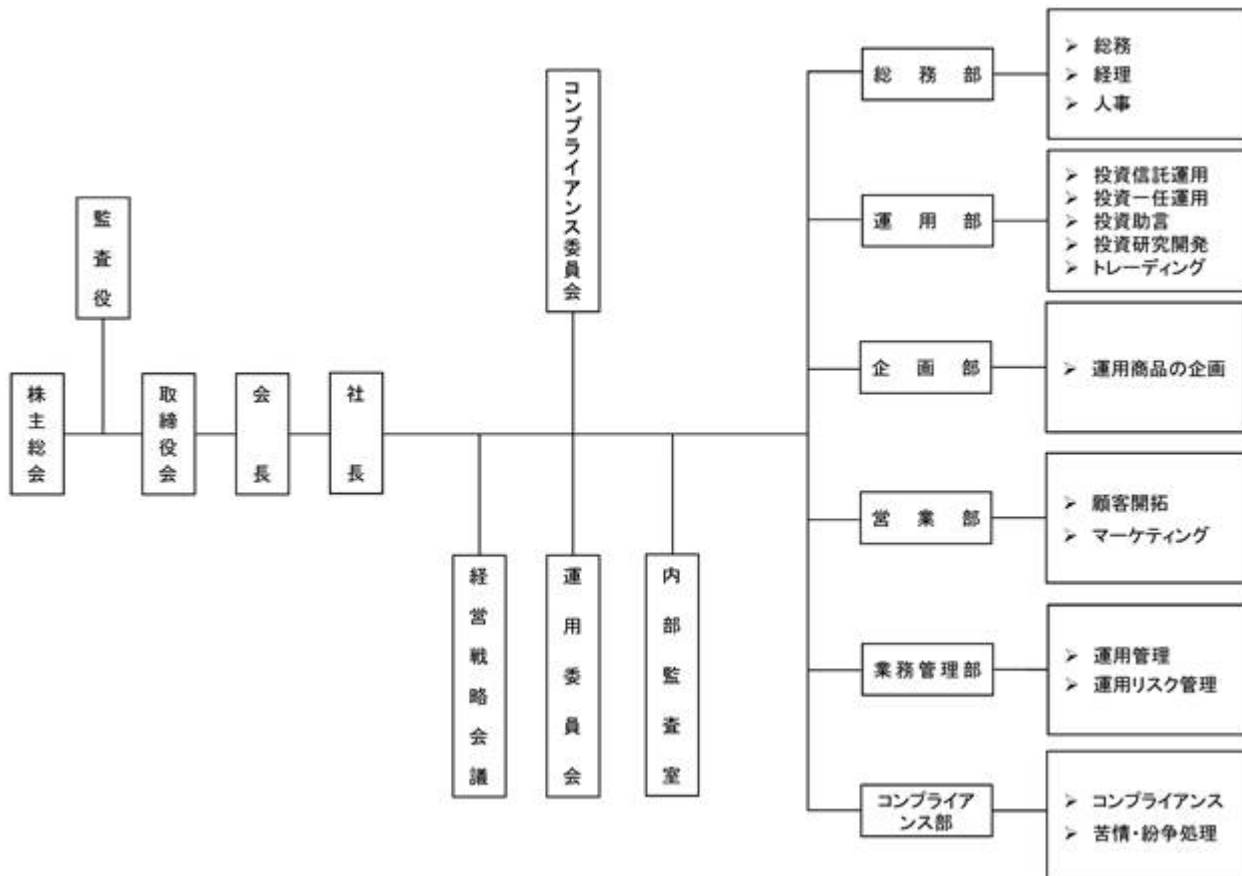 監査役
株主総会
取締役会
会長
社長
コンプライアンス委員会
経営戦略会議
運用委員会
内部監査室
総務部
➢ 総務
➢ 経理
➢ 人事
運用部
➢ 投資信託運用
➢ 投資一任運用
➢ 投資助言
➢ 投資研究開発
➢ トレーディング
企画部
➢ 運用商品の企画
営業部
➢ 顧客開拓
➢ マーケティング
業務管理部
➢ 運用管理
➢ 運用リスク管理
コンプライア
ンス部
➢ コンプライアンス
➢ 苦情・紛争処理